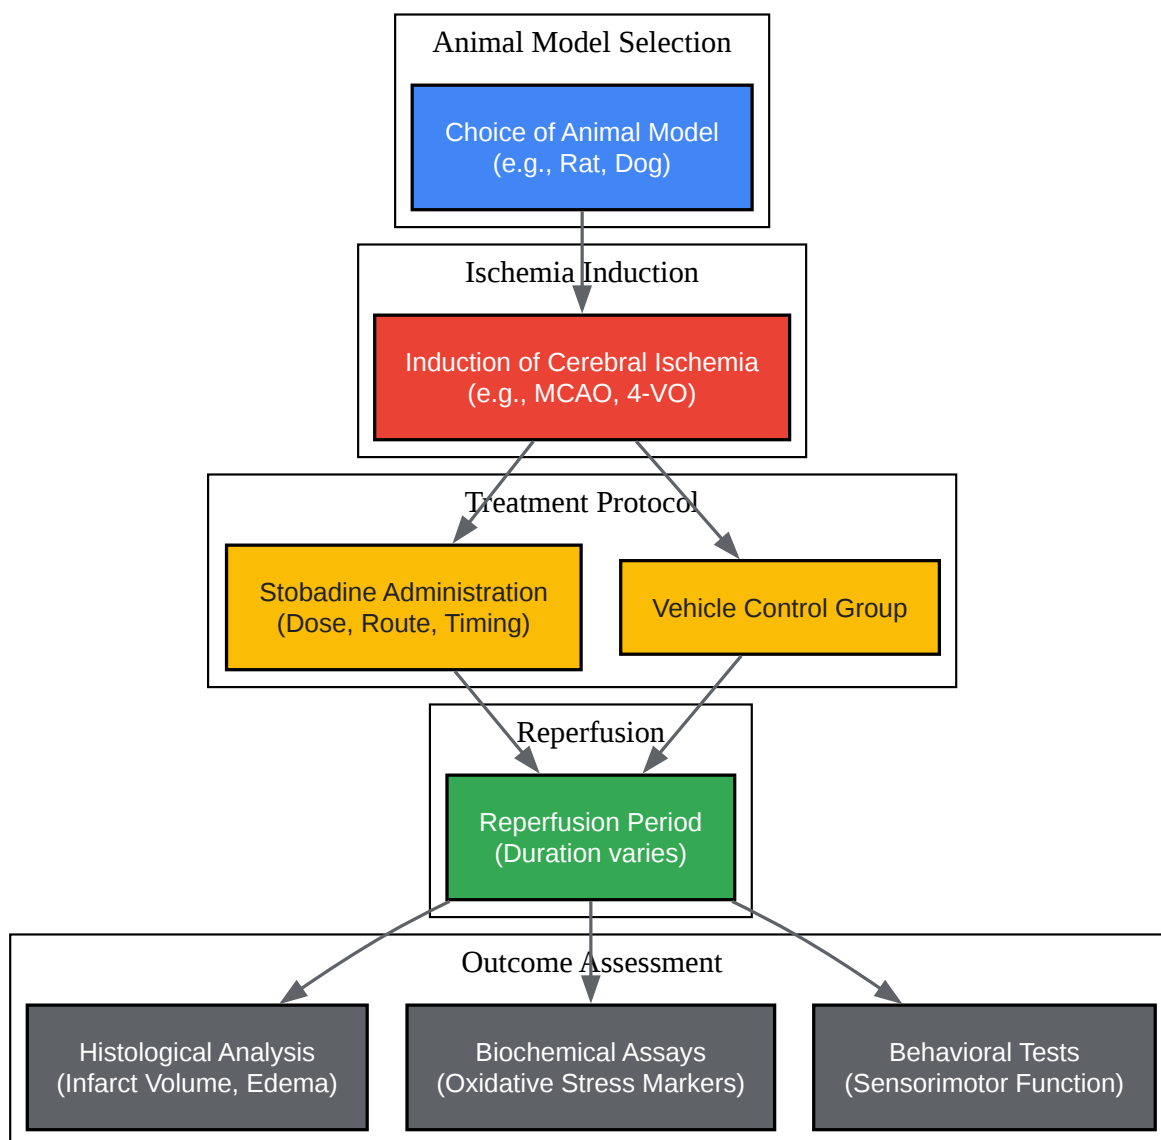 Animal Model Selection
Choice of Animal Model
(e.g., Rat, Dog)
Ischemia Induction
Induction of Cerebral Ischemia
(e.g., MCAO, 4-VO)
Treatment Protocol
Stobadine Administration
(Dose, Route, Timing)
Vehicle Control Group
Reperfusion
Reperfusion Period
(Duration varies)
Outcome Assessment
Histological Analysis
(Infarct Volume, Edema)
Biochemical Assays
(Oxidative Stress Markers)
Behavioral Tests
(Sensorimotor Function)